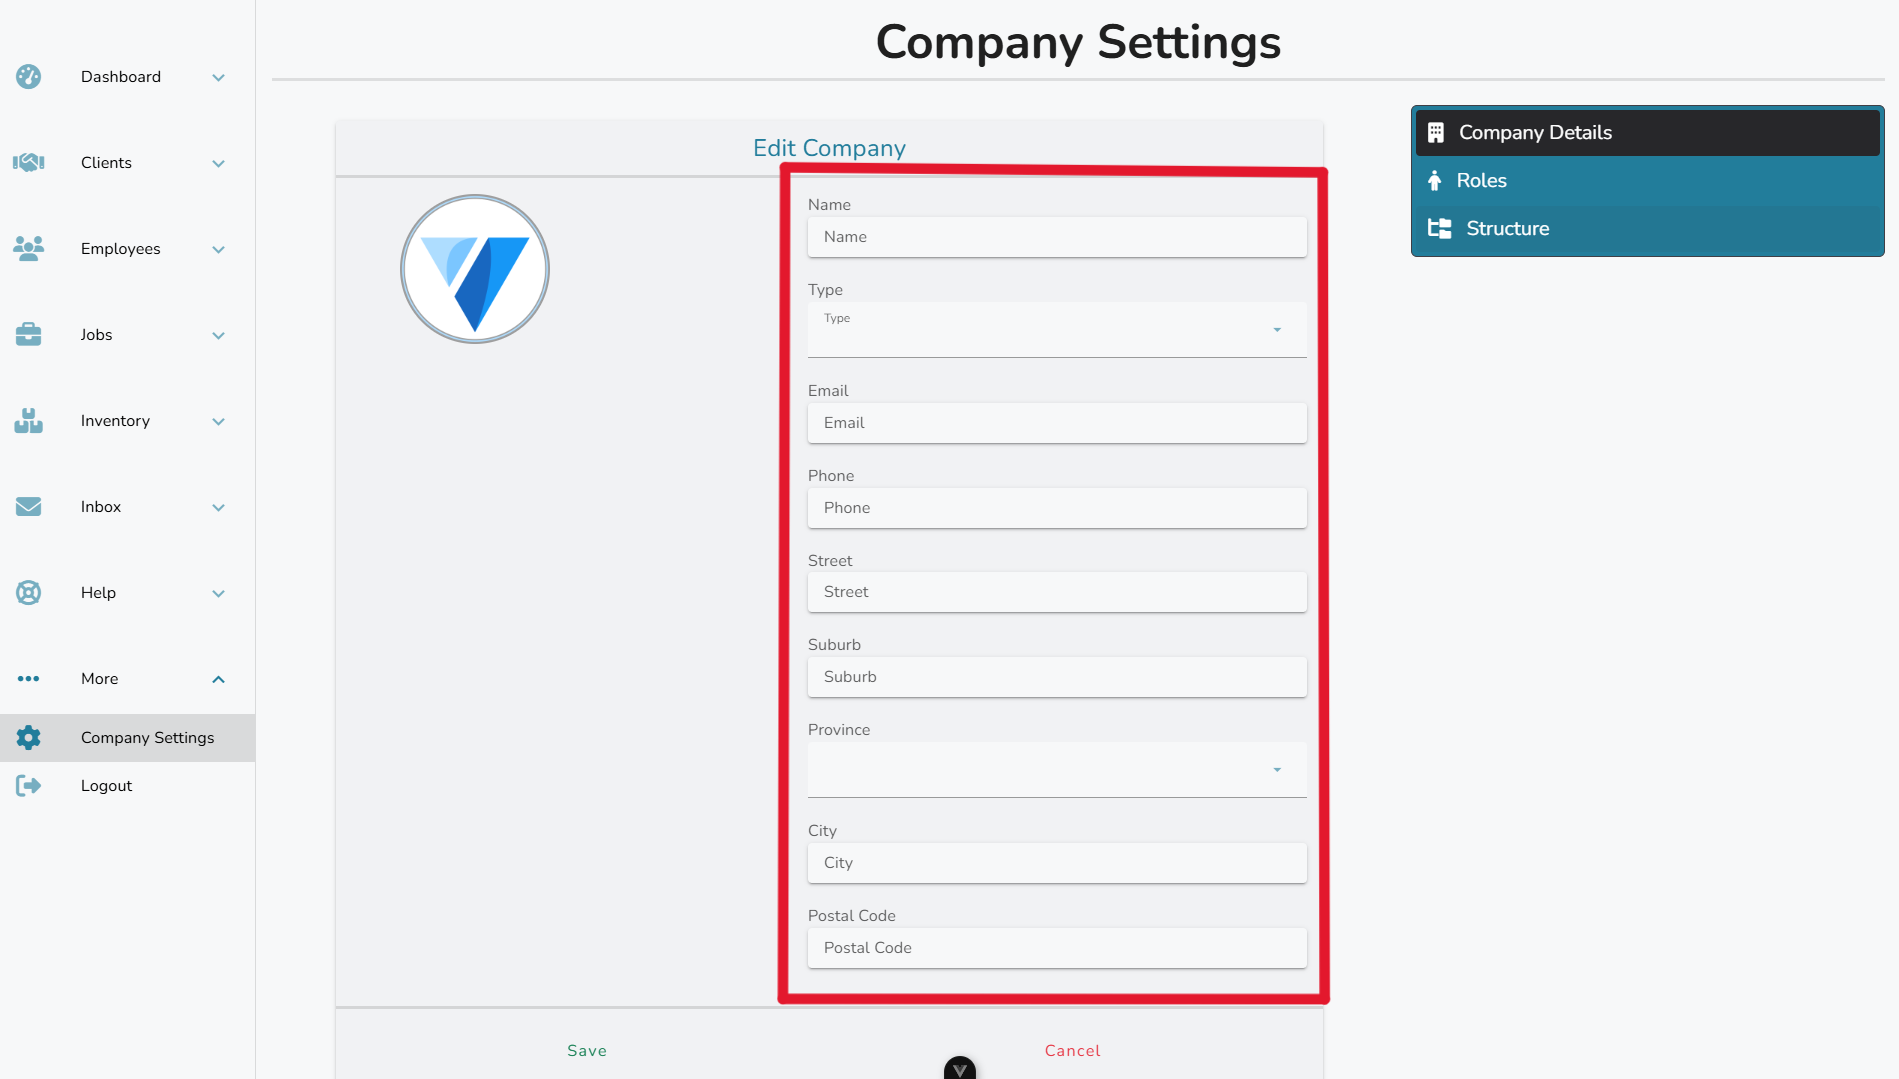 Company Settings
Dashboard
Clients
Employees
Jobs
Inventory
Inbox
Help
More
Company Settings
Logout
Edit Company
Name
Name
Type
Type
Email
Email
Phone
Phone
Street
Street
Suburb
Suburb
Province
City
City
Postal Code
Postal Code
Save
Cancel
Company Details
Roles
Structure